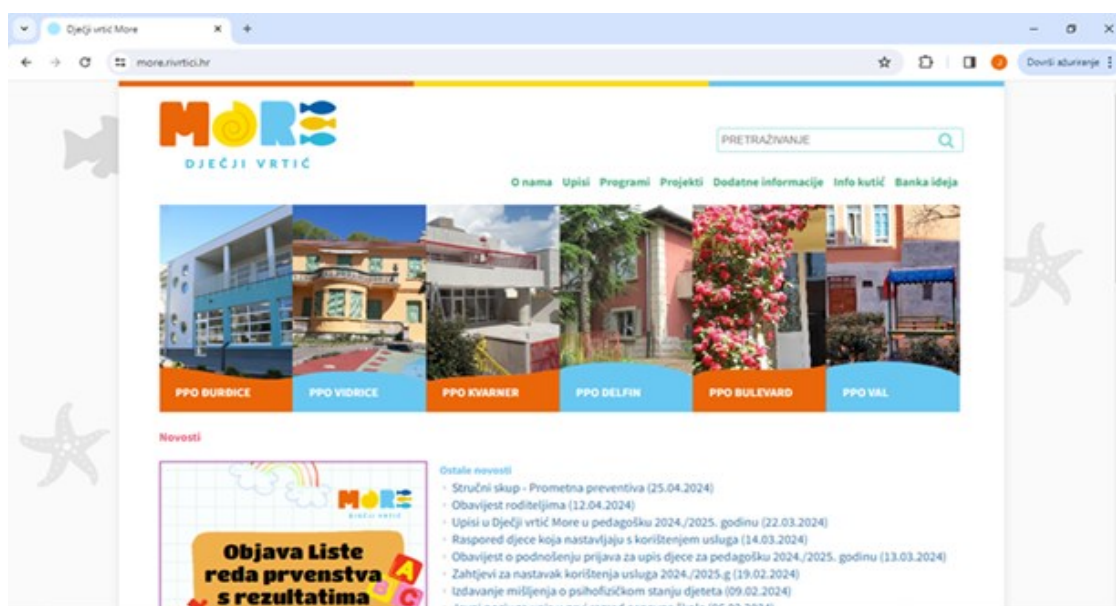 Dječji vrtić More
more.rivrtici.hr
Dovrši ažuriranje
MORE
DJEČJI VRTIĆ
PRETRAŽIVANJE
O nama Upisi Programi Projekti Dodatne informacije Info kutić Banka ideja
PPO ĐURĐICE PPO VIDRICE PPO KVARNER PPO DELFIN PPO BULEVARD PPO VAL
Novosti
MORE
DJEČJI VRTIĆ
Objava Liste
reda prvenstva
s rezultatima
A
C
Ostale novosti
Stručni skup - Prometna preventiva (25.04.2024)
Obavijest roditeljima (12.04.2024)
Upisi u Dječji vrtić More u pedagošku 2024./2025. godinu (22.03.2024)
Raspored djece koja nastavljaju s korištenjem usluga (14.03.2024)
Obavijest o podnošenju prijava za upis djece za pedagošku 2024./2025. godinu (13.03.2024)
Zahtjevi za nastavak korištenja usluga 2024./2025.g (19.02.2024)
Izdavanje mišljenja o psihofizičkom stanju djeteta (09.02.2024)